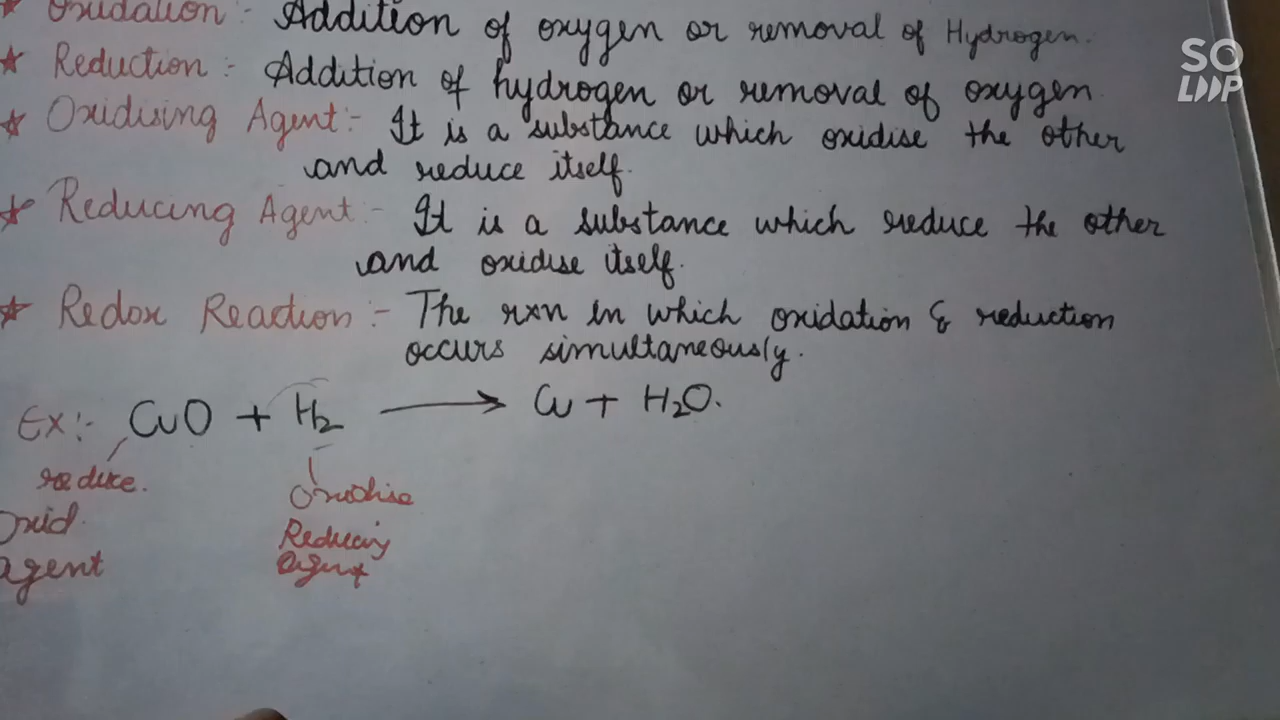 * Oxidation:- Addition of oxygen or removal of Hydrogen.
* Reduction:- Addition of hydrogen or removal of oxygen
* Oxidising Agent:- It is a substance which oxidise the other
and reduce itself.
* Reducing Agent:- It is a substance which reduce the other
and oxidise itself.
* Redox Reaction:- The rxn in which oxidation & reduction
occurs simultaneously.
Ex:- CuO + H2 → Cu + H2O.
reduce. Oxidise
Oxid. Reducing
agent agent
SO
LOOP